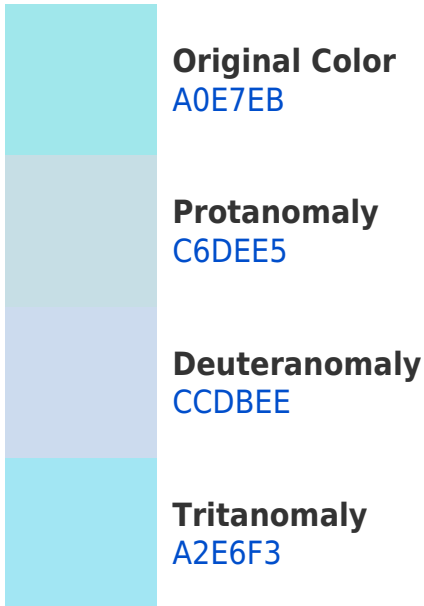 Original Color
A0E7EB
Protanomaly
C6DEE5
Deuteranomaly
CCDBEE
Tritanomaly
A2E6F3